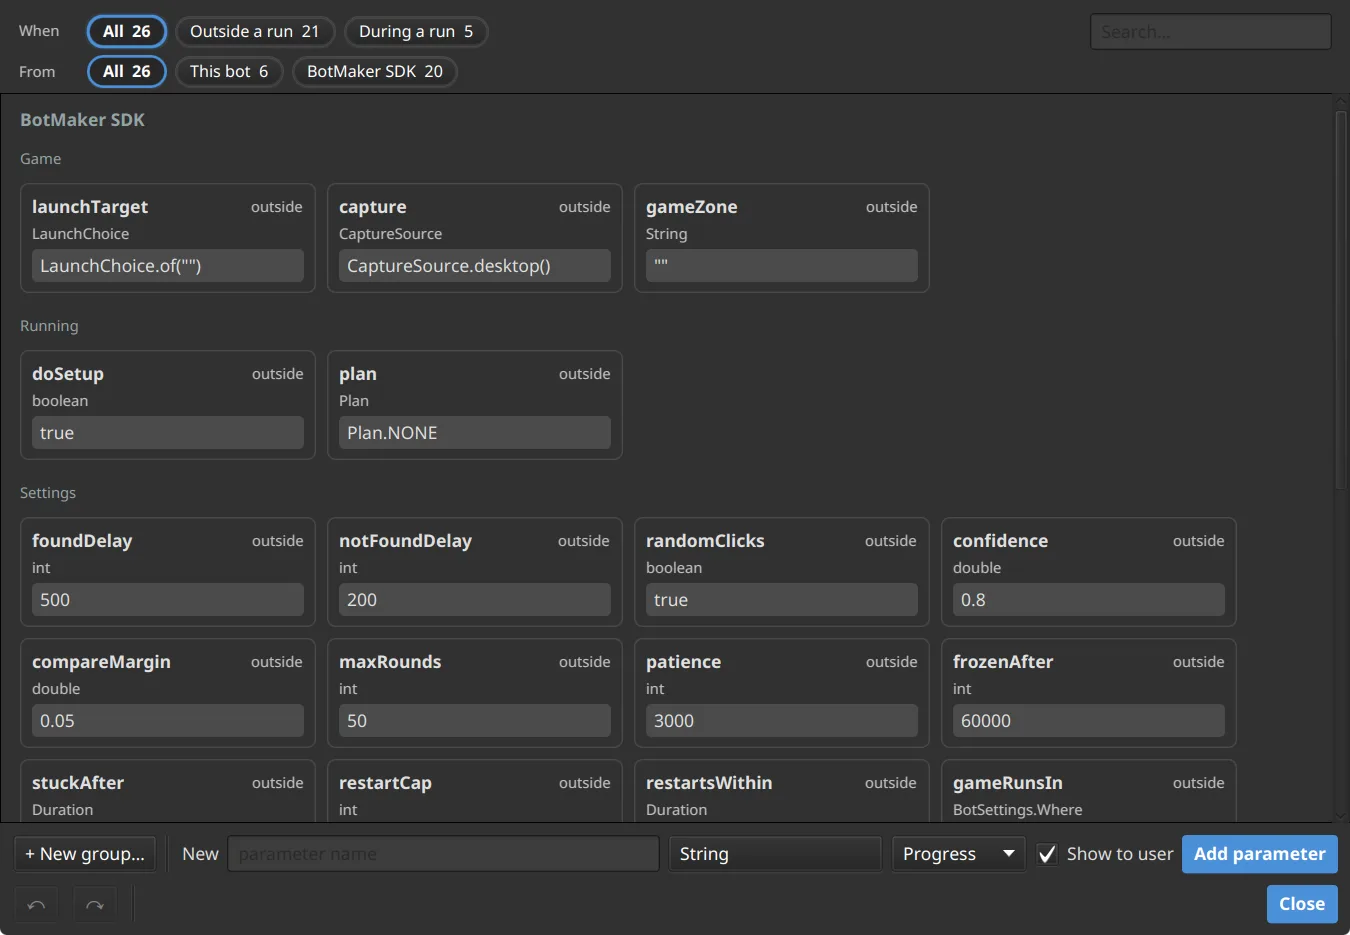 When All 26 Outside a run 21 During a run 5 Search...
From All 26 This bot 6 BotMaker SDK 20
BotMaker SDK
Game
launchTarget outside capture outside gameZone outside
LaunchChoice CaptureSource String
LaunchChoice.of("") CaptureSource.desktop() ""
Running
doSetup outside plan outside
boolean Plan
true Plan.NONE
Settings
foundDelay outside notFoundDelay outside randomClicks outside confidence outside
int int boolean double
500 200 true 0.8
compareMargin outside maxRounds outside patience outside frozenAfter outside
double int int int
0.05 50 3000 60000
stuckAfter outside restartCap outside restartsWithin outside gameRunsIn outside
Duration int Duration BotSettings.Where
+ New group... New parameter name String Progress Show to user Add parameter
Close